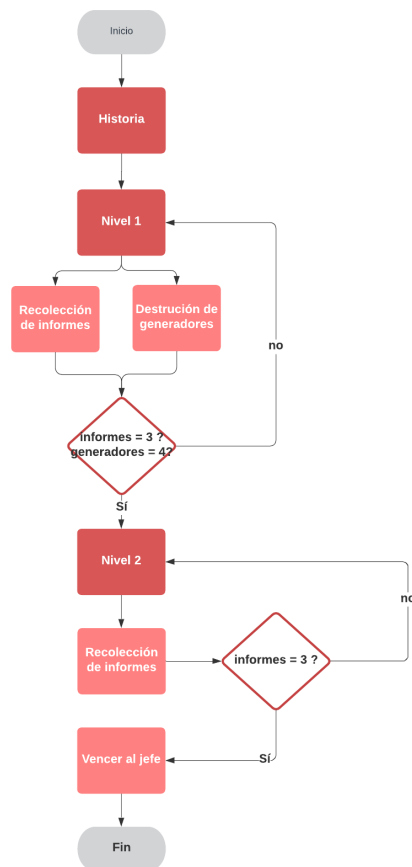 Inicio
Historia
Nivel 1
Recolección
de informes
Destrución de
generadores
no
informes = 3 ?
generadores = 4?
Sí
Nivel 2
no
Recolección
de informes
informes = 3 ?
Vencer al jefe
Sí
Fin